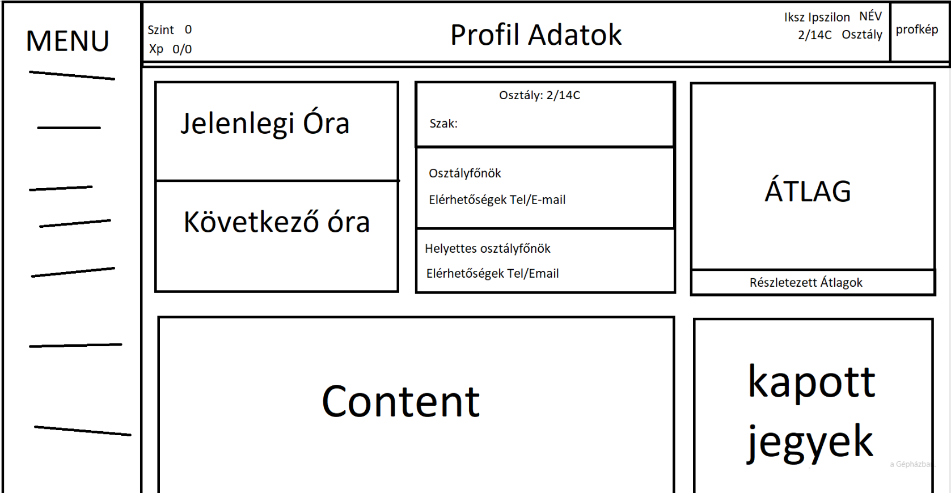 MENU
Szint 0
Xp 0/0
Profil Adatok
Iksz Ipszilon NÉV
2/14C Osztály
profkép
Jelenlegi Óra
Következő óra
Osztály: 2/14C
Szak:
Osztályfőnök
Elérhetőségek Tel/E-mail
Helyettes osztályfőnök
Elérhetőségek Tel/Email
ÁTLAG
Részletezett Átlagok
Content
kapott
jegyek
a Gépházba